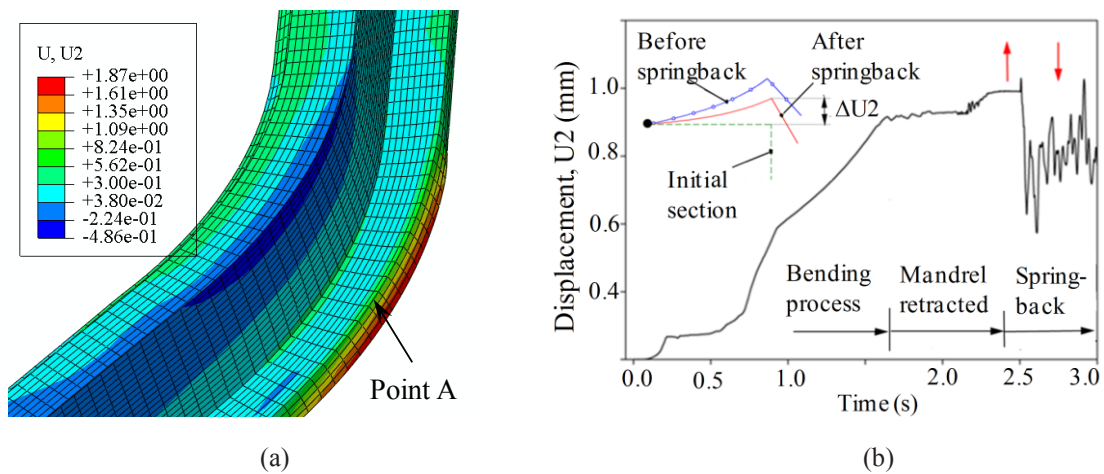 U, U2
+1.87e+00
+1.61e+00
+1.35e+00
+1.09e+00
+8.24e-01
+5.62e-01
+3.00e-01
+3.80e-02
-2.24e-01
-4.86e-01
Point A
(a)
Displacement, U2 (mm)
1.0
0.8
0.6
0.4
Before
springback
After
springback
ΔU2
Initial
section
Bending
process
Mandrel
retracted
Spring-
back
0.0
0.5
1.0
2.0
2.5
3.0
Time (s)
(b)